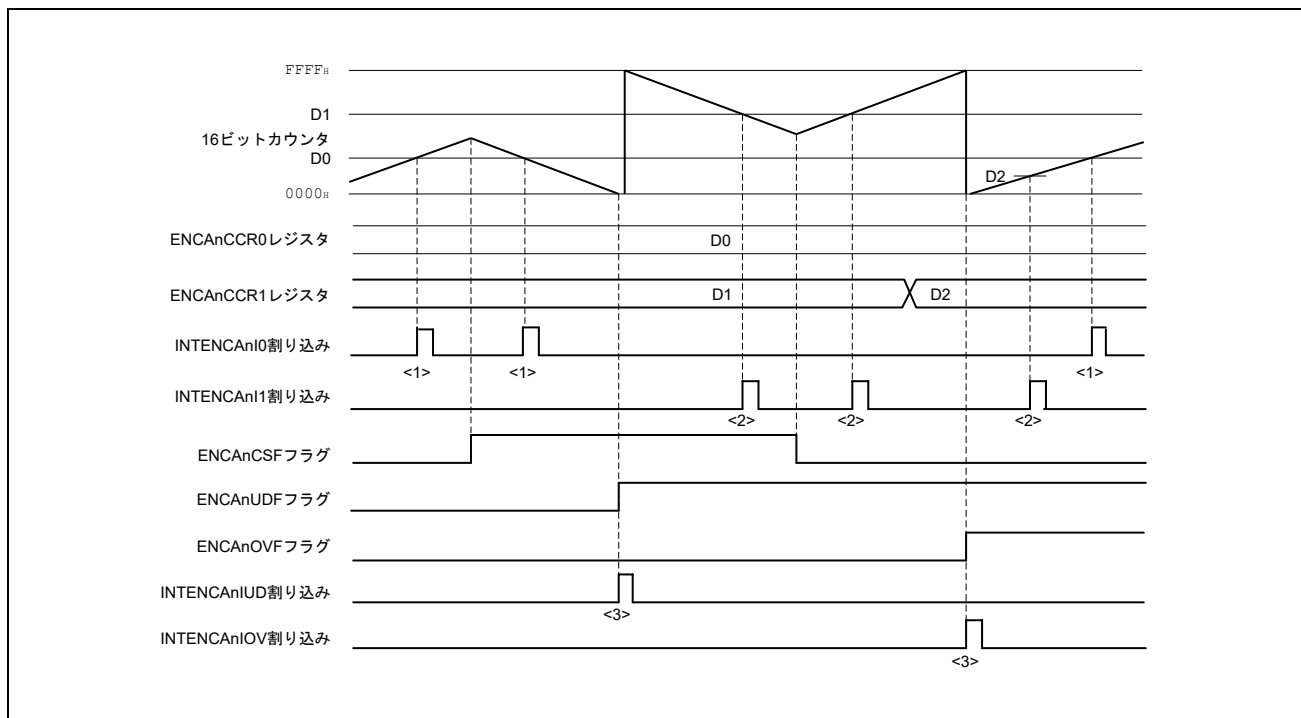 FFFFH
D1
16ビットカウンタ
D0
D2
0000H
ENCAnCCR0レジスタ
D0
ENCAnCCR1レジスタ
D1
D2
INTENCAnI0割り込み
<1>
<1>
<1>
INTENCAnI1割り込み
<2>
<2>
<2>
ENCAnCSFフラグ
ENCAnUDFフラグ
ENCAnOVFフラグ
INTENCAnIUD割り込み
<3>
INTENCAnIOV割り込み
<3>